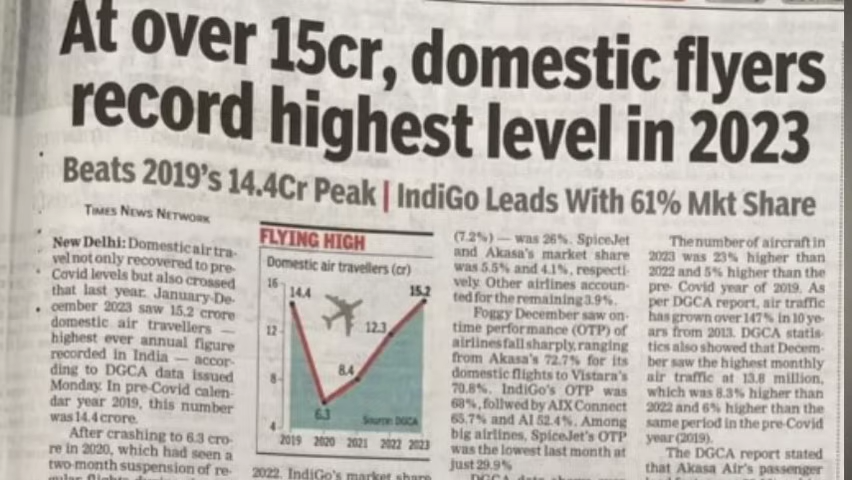 At over 15cr, domestic flyers
record highest level in 2023
Beats 2019's 14.4Cr Peak | IndiGo Leads With 61% Mkt Share
TIMES NEWS NETWORK
New Delhi: Domestic air tra-
vel not only recovered to pre-
Covid levels but also crossed
that last year. January-De-
cember 2023 saw 15.2 crore
domestic air travellers —
highest ever annual figure
recorded in India — accor-
ding to DGCA data issued
Monday. In pre-Covid calen-
dar year 2019, this number
was 14.4 crore.
After crashing to 6.3 cro-
re in 2020, which had seen a
two-month suspension of re-
FLYING HIGH
Domestic air travellers (cr)
16
14.4
15.2
12
12.3
8
8.4
6.3
4
Source: DGCA
2019 2020 2021 2022 2023
2022. IndiGo's market share
(7.2%) — was 26%. SpiceJet
and Akasa's market share
was 5.5% and 4.1%, respecti-
vely. Other airlines accoun-
ted for the remaining 3.9%.
Foggy December saw on-
time performance (OTP) of
airlines fall sharply, ranging
from Akasa's 72.7% for its
domestic flights to Vistara's
70.8%. IndiGo's OTP was
68%, follwed by AIX Connect
65.7% and AI 52.4%. Among
big airlines, SpiceJet's OTP
was the lowest last month at
just 29.9%
The number of aircraft in
2023 was 23% higher than
2022 and 5% higher than the
pre-Covid year of 2019. As
per DGCA report, air traffic
has grown over 147% in 10 ye-
ars from 2013. DGCA statis-
tics also showed that Decem-
ber saw the highest monthly
air traffic at 13.8 million,
which was 8.3% higher than
2022 and 6% higher than the
same period in the pre-Covid
year (2019).
The DGCA report stated
that Akasa Air's passenger